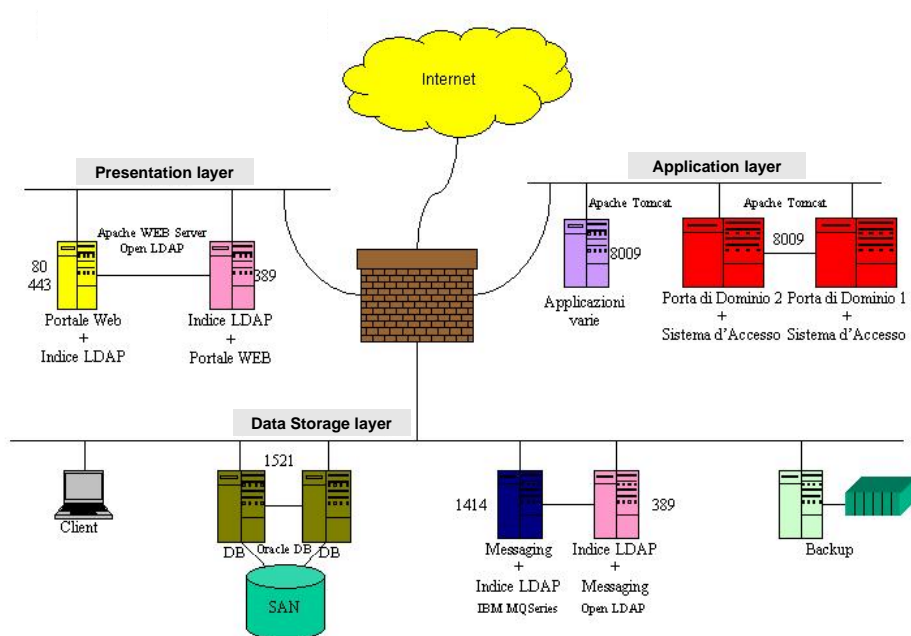 Internet
Presentation layer
Application layer
Apache WEB Server
Open LDAP
80
443
389
Portale Web
+
Indice LDAP
Indice LDAP
+
Portale WEB
Apache Tomcat
Apache Tomcat
8009
8009
Applicazioni
varie
Porta di Dominio 2
+
Sistema d'Accesso
Porta di Dominio 1
+
Sistema d'Accesso
Data Storage layer
1521
1414
389
Client
DB
Oracle DB
DB
SAN
Messaging
+
Indice LDAP
IBM MQSeries
Indice LDAP
+
Messaging
Open LDAP
Backup